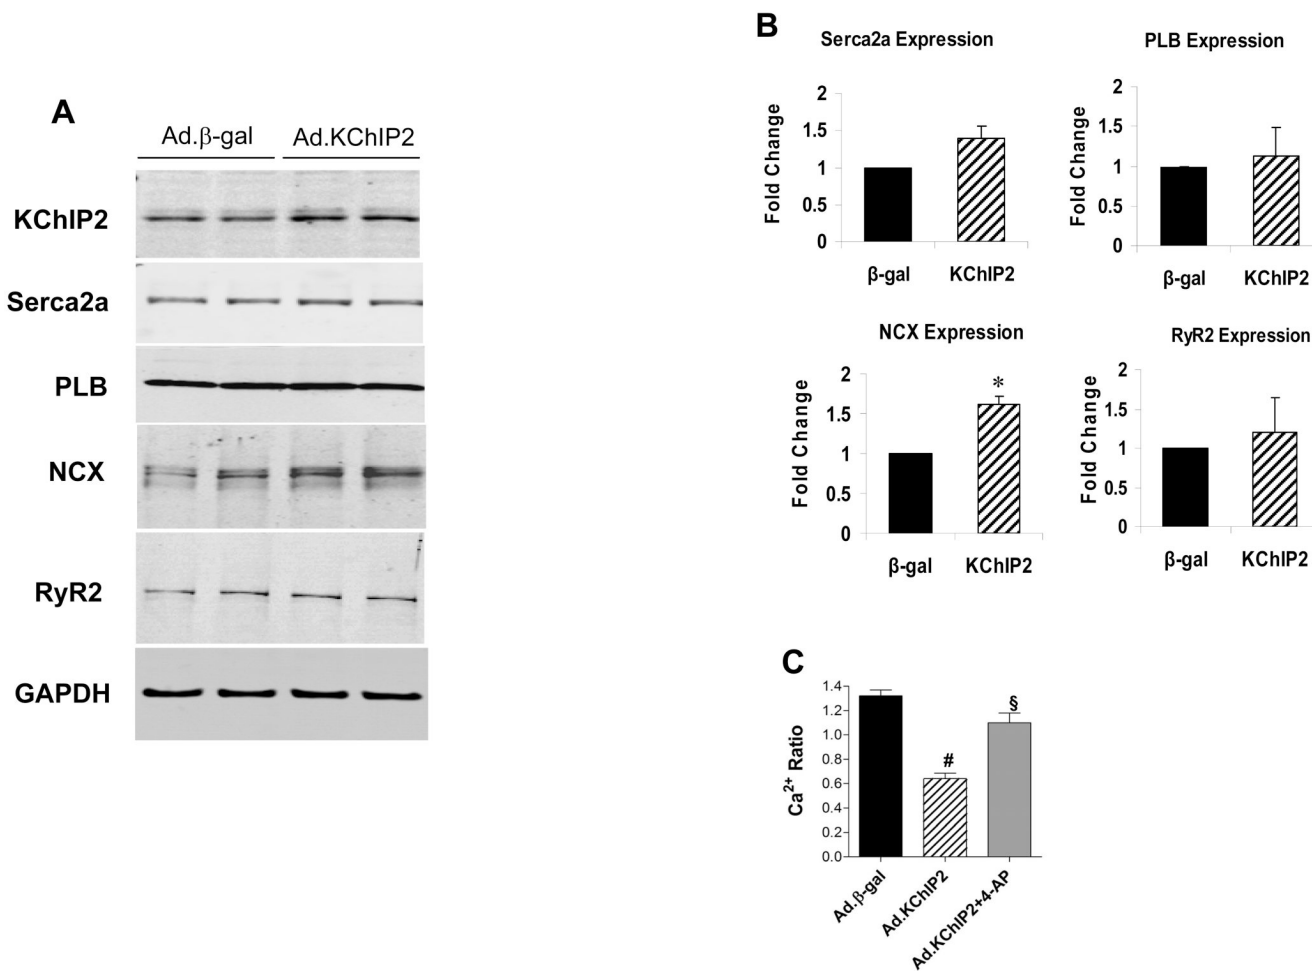 A
Ad.β-gal Ad.KChIP2
KChIP2
Serca2a
PLB
NCX
RyR2
GAPDH
B
Serca2a Expression
Fold Change
2
1.5
1
0.5
0
β-gal KChIP2
PLB Expression
Fold Change
2
1.5
1
0.5
0
β-gal KChIP2
NCX Expression
Fold Change
2
1.5
1
0.5
0
*
β-gal KChIP2
RyR2 Expression
Fold Change
2
1.5
1
0.5
0
β-gal KChIP2
C
Ca²⁺ Ratio
1.4
1.2
1.0
0.8
0.6
0.4
0.2
0.0
#
§
Ad.β-gal
Ad.KChIP2
Ad.KChIP2+4-AP